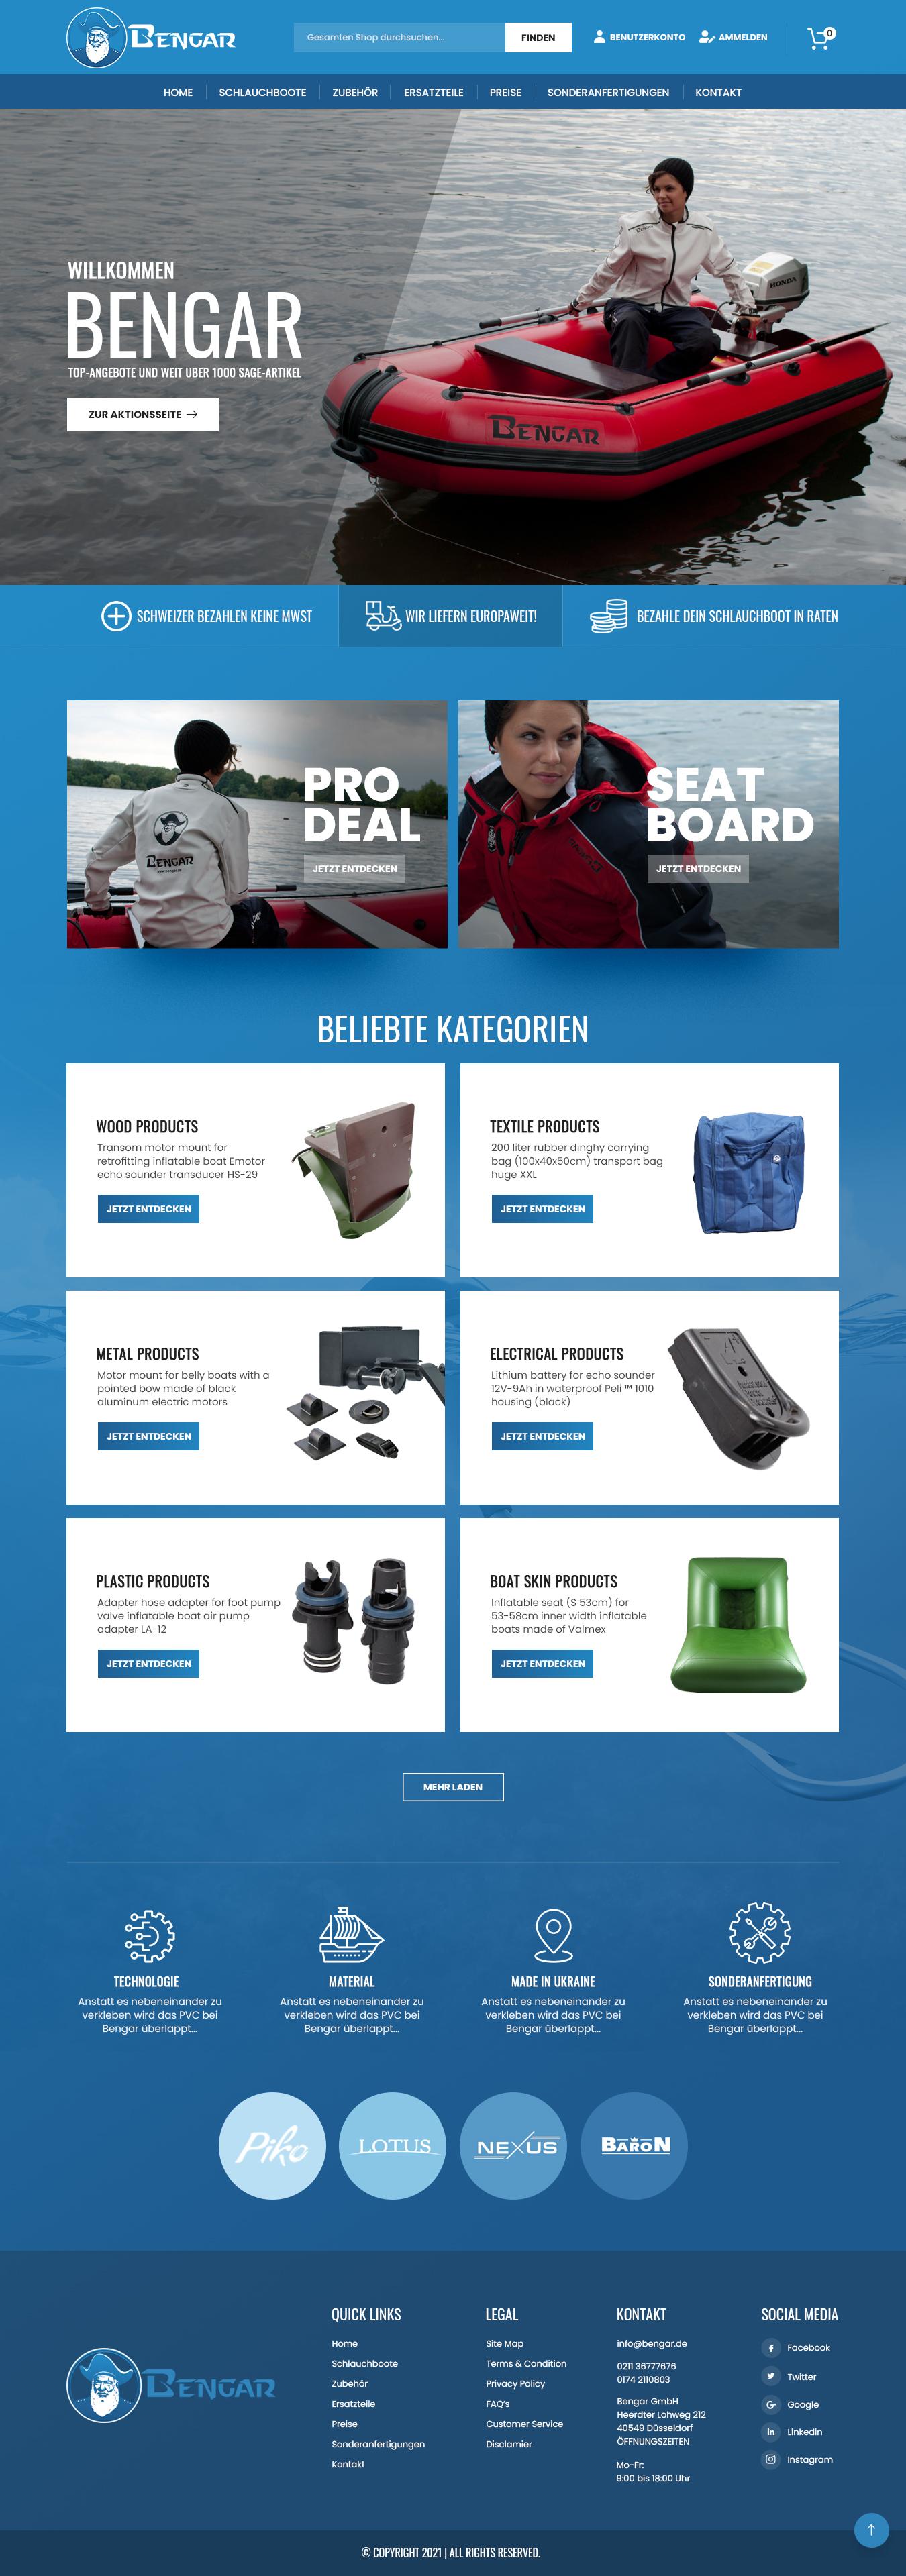 BENGAR
Gesamten Shop durchsuchen...
FINDEN
BENUTZERKONTO
AMMELDEN
0
HOME
SCHLAUCHBOOTE
ZUBEHÖR
ERSATZTEILE
PREISE
SONDERANFERTIGUNGEN
KONTAKT
HONDA
WILLKOMMEN
BENGAR
TOP-ANGEBOTE UND WEIT UBER 1000 SAGE-ARTIKEL
ZUR AKTIONSSEITE
BENGAR
SCHWEIZER BEZAHLEN KEINE MWST
WIR LIEFERN EUROPAWEIT!
BEZAHLE DEIN SCHLAUCHBOOT IN RATEN
BENGAR
PRO
DEAL
JETZT ENTDECKEN
SEAT
BOARD
JETZT ENTDECKEN
BELIEBTE KATEGORIEN
WOOD PRODUCTS
Transom motor mount for
retrofitting inflatable boat Emotor
echo sounder transducer HS-29
JETZT ENTDECKEN
TEXTILE PRODUCTS
200 liter rubber dinghy carrying
bag (100x40x50cm) transport bag
huge XXL
JETZT ENTDECKEN
METAL PRODUCTS
Motor mount for belly boats with a
pointed bow made of black
aluminum electric motors
JETZT ENTDECKEN
ELECTRICAL PRODUCTS
Lithium battery for echo sounder
12V-9Ah in waterproof Peli ™ 1010
housing (black)
JETZT ENTDECKEN
PLASTIC PRODUCTS
Adapter hose adapter for foot pump
valve inflatable boat air pump
adapter LA-12
JETZT ENTDECKEN
BOAT SKIN PRODUCTS
Inflatable seat (S 53cm) for
53-58cm inner width inflatable
boats made of Valmex
JETZT ENTDECKEN
MEHR LADEN
TECHNOLOGIE
Anstatt es nebeneinander zu
verkleben wird das PVC bei
Bengar überlappt...
MATERIAL
Anstatt es nebeneinander zu
verkleben wird das PVC bei
Bengar überlappt...
MADE IN UKRAINE
Anstatt es nebeneinander zu
verkleben wird das PVC bei
Bengar überlappt...
SONDERANFERTIGUNG
Anstatt es nebeneinander zu
verkleben wird das PVC bei
Bengar überlappt...
Piko
LOTUS
NEXUS
BARON
BENGAR
QUICK LINKS
Home
Schlauchboote
Zubehör
Ersatzteile
Preise
Sonderanfertigungen
Kontakt
LEGAL
Site Map
Terms & Condition
Privacy Policy
FAQ's
Customer Service
Disclamier
KONTAKT
info@bengar.de
0211 36777676
0174 2110803
Bengar GmbH
Heerdter Lohweg 212
40549 Düsseldorf
ÖFFNUNGSZEITEN
Mo-Fr:
9:00 bis 18:00 Uhr
SOCIAL MEDIA
Facebook
Twitter
Google
Linkedin
Instagram
© COPYRIGHT 2021 | ALL RIGHTS RESERVED.